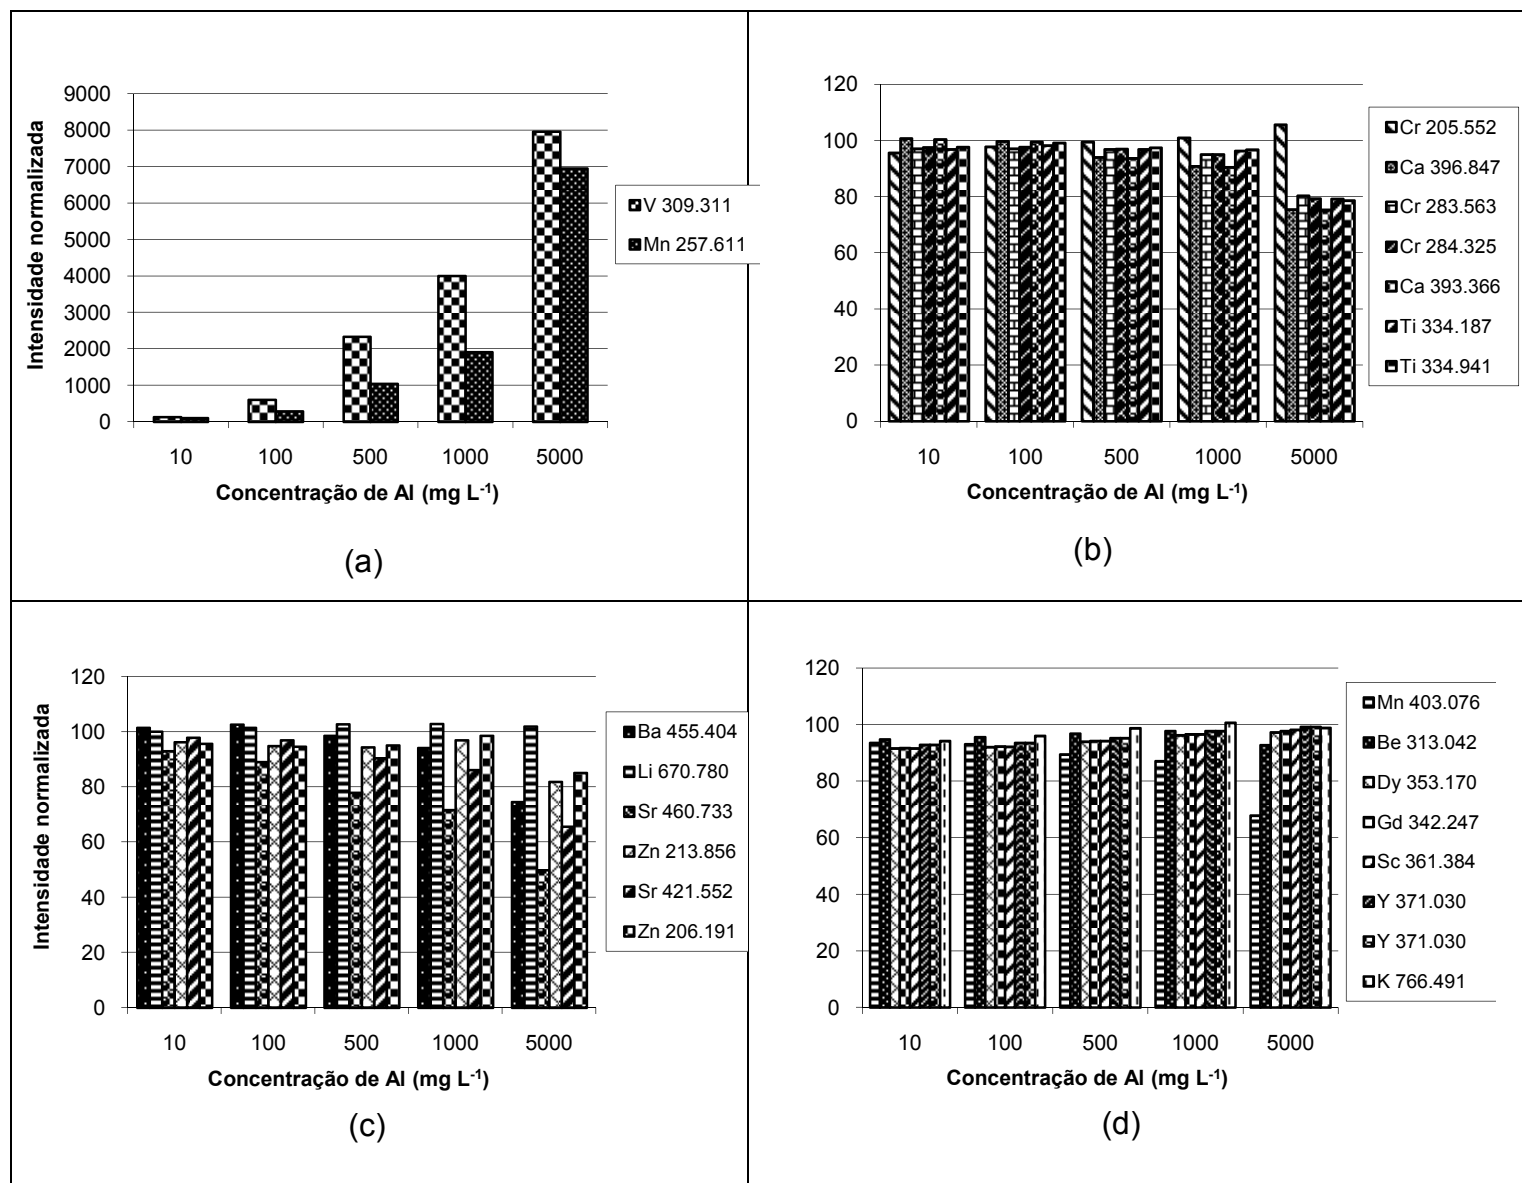 Intensidade normalizada
9000
8000
7000
6000
5000
4000
3000
2000
1000
0
10 100 500 1000 5000
Concentração de Al (mg L-1)
V 309.311
Mn 257.611
(a)
120
100
80
60
40
20
0
10 100 500 1000 5000
Concentração de Al (mg L-1)
Cr 205.552
Ca 396.847
Cr 283.563
Cr 284.325
Ca 393.366
Ti 334.187
Ti 334.941
(b)
Intensidade normalizada
120
100
80
60
40
20
0
10 100 500 1000 5000
Concentração de Al (mg L-1)
Ba 455.404
Li 670.780
Sr 460.733
Zn 213.856
Sr 421.552
Zn 206.191
(c)
120
100
80
60
40
20
0
10 100 500 1000 5000
Concentração de Al (mg L-1)
Mn 403.076
Be 313.042
Dy 353.170
Gd 342.247
Sc 361.384
Y 371.030
Y 371.030
K 766.491
(d)